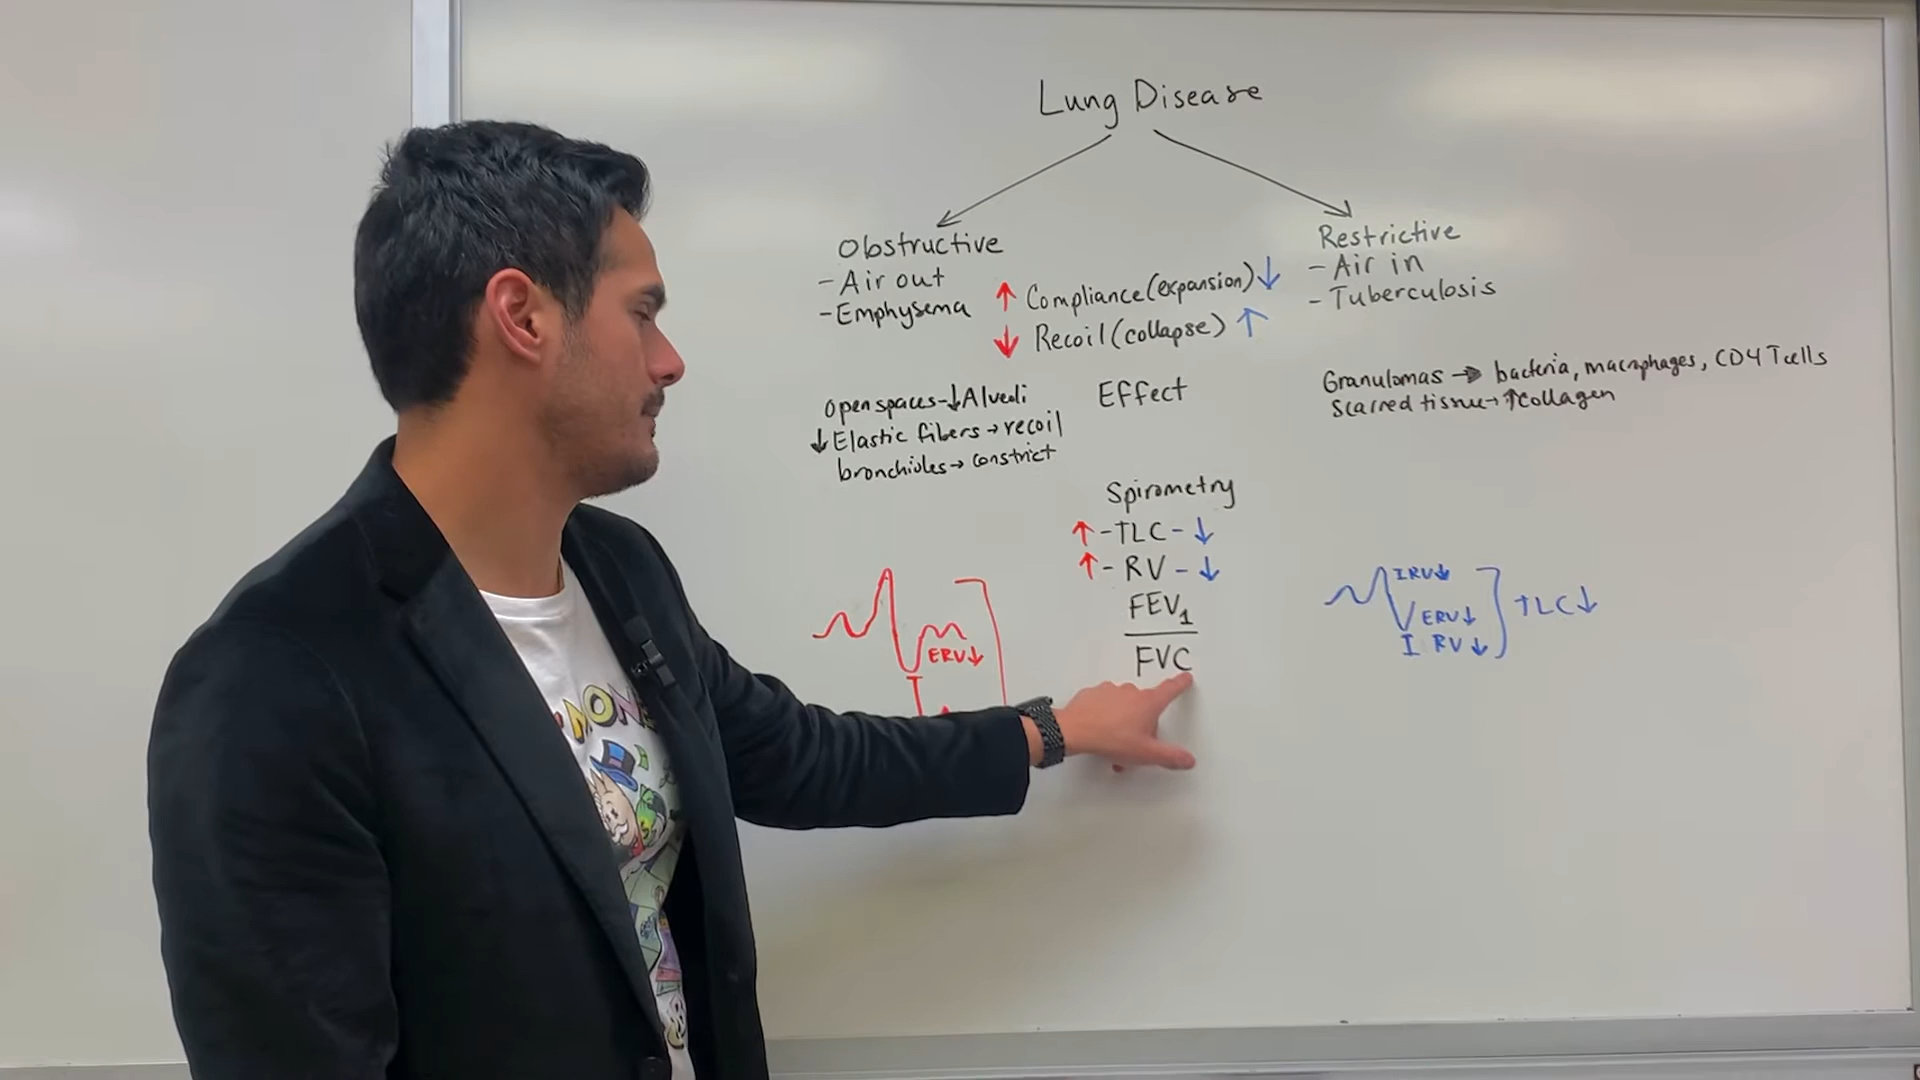 Lung Disease
Obstructive
- Air out
- Emphysema
↑ Compliance (expansion) ↓
↓ Recoil (collapse) ↑
Restrictive
- Air in
- Tuberculosis
open spaces - ↓ Alveoli
↓ Elastic fibers → recoil
bronchioles → constrict
Effect
Granulomas → bacteria, macrophages, CD4 T cells
scarred tissue → ↑ collagen
Spirometry
↑ - TLC - ↓
↑ - RV - ↓
FEV1
FVC
ERV↓
IRV↓
ERV↓
RV↓
TLC↓
MON